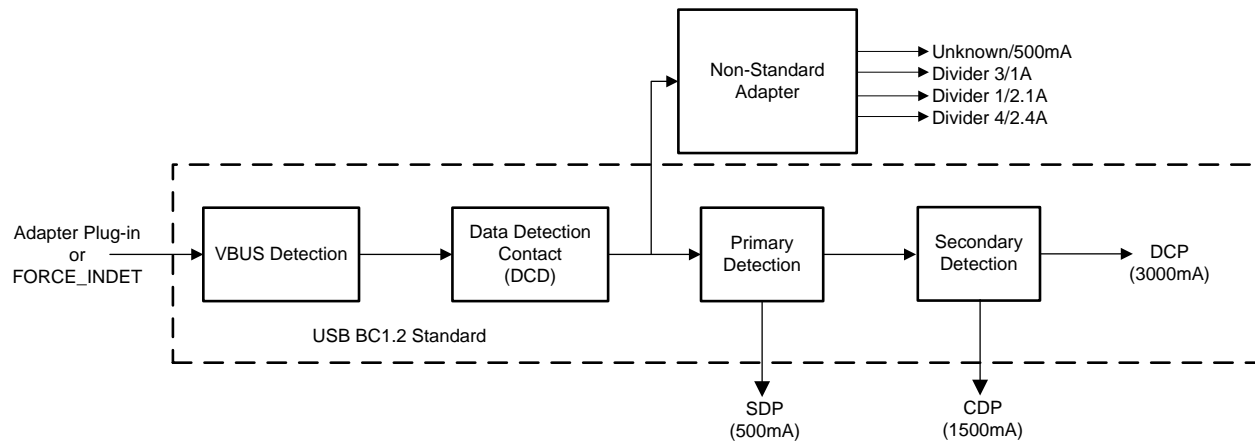 Non-Standard
Adapter
Unknown/500mA
Divider 3/1A
Divider 1/2.1A
Divider 4/2.4A
Adapter Plug-in
or
FORCE_INDET
VBUS Detection
Data Detection
Contact
(DCD)
Primary
Detection
Secondary
Detection
DCP
(3000mA)
USB BC1.2 Standard
SDP
(500mA)
CDP
(1500mA)